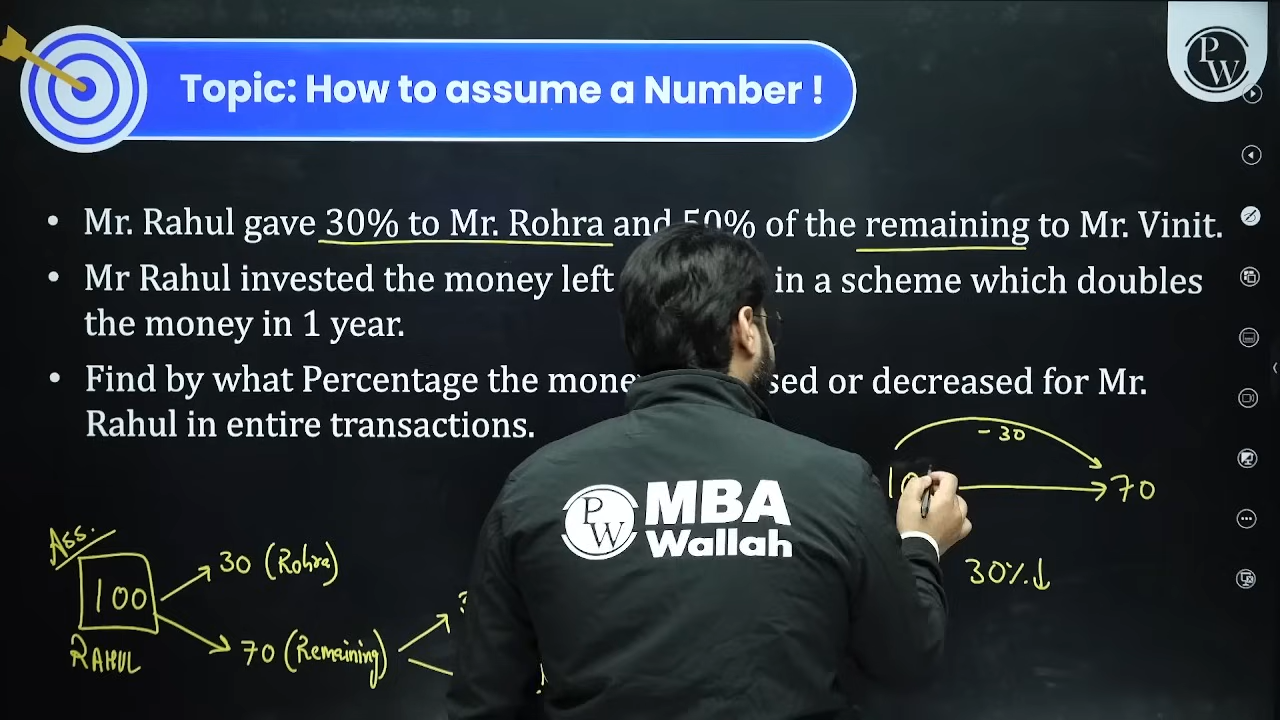 Topic: How to assume a Number !
PW
• Mr. Rahul gave 30% to Mr. Rohra and 50% of the remaining to Mr. Vinit.
• Mr Rahul invested the money left in a scheme which doubles
the money in 1 year.
• Find by what Percentage the or decreased for Mr.
Rahul in entire transactions.
- 30
70
30% ↓
PW MBA
Wallah
Ass.
100
RAHUL
30 (Rohra)
70 (Remaining)